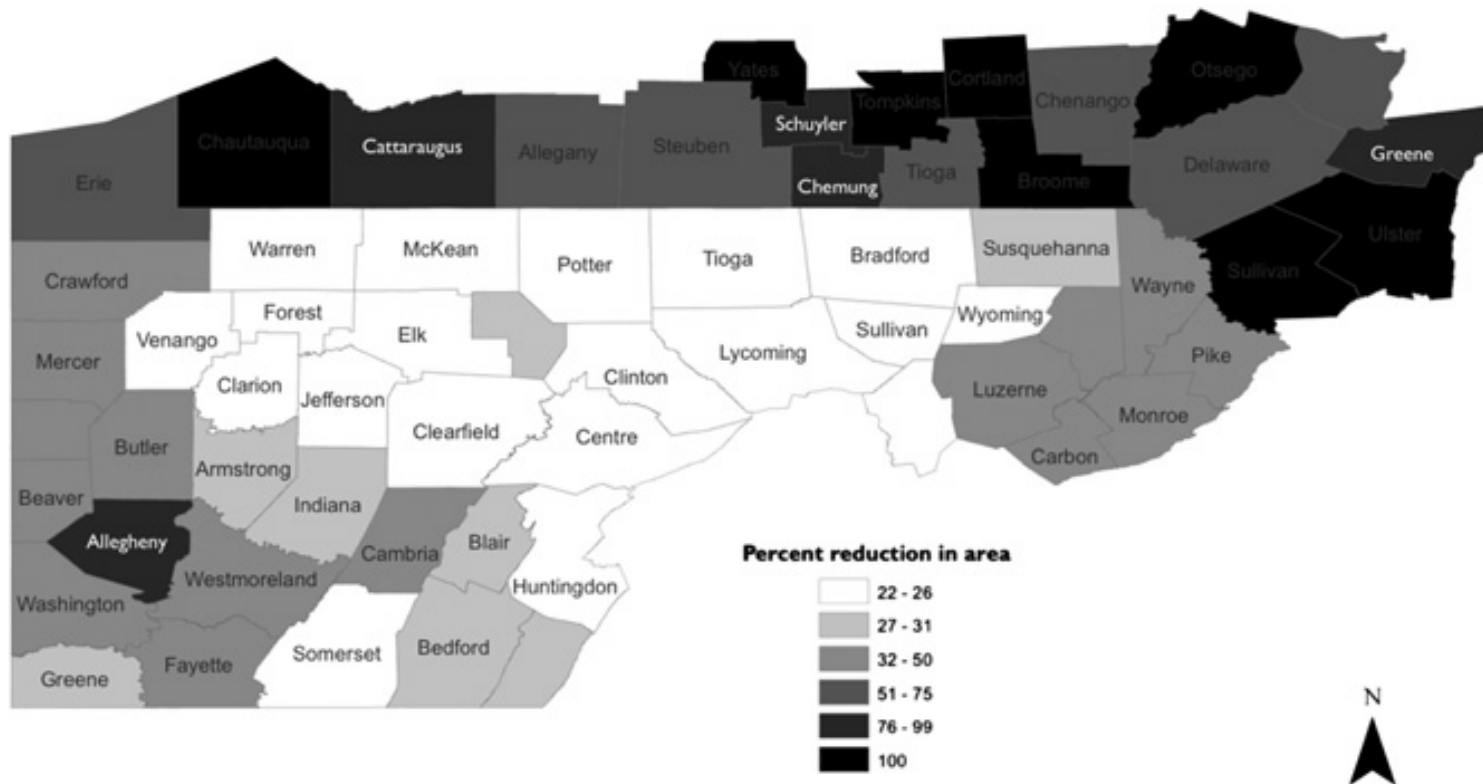 Yates
Cortland
Otsego
Tompkins
Chenango
Chautauqua
Cattaraugus
Allegany
Steuben
Schuyler
Chemung
Tioga
Broome
Delaware
Greene
Erie
Ulster
Sullivan
Warren
McKean
Potter
Tioga
Bradford
Susquehanna
Crawford
Wayne
Forest
Venango
Elk
Wyoming
Sullivan
Lycoming
Mercer
Pike
Clarion
Clinton
Jefferson
Luzerne
Monroe
Butler
Clearfield
Centre
Carbon
Armstrong
Beaver
Indiana
Allegheny
Cambria
Blair
Westmoreland
Huntingdon
Washington
Somerset
Bedford
Fayette
Greene
Percent reduction in area
22 - 26
27 - 31
32 - 50
51 - 75
76 - 99
100
N